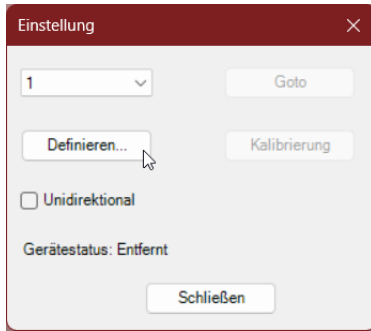 Einstellung
1
Goto
Definieren...
Kalibrierung
Unidirektional
Gerätestatus: Entfernt
Schließen